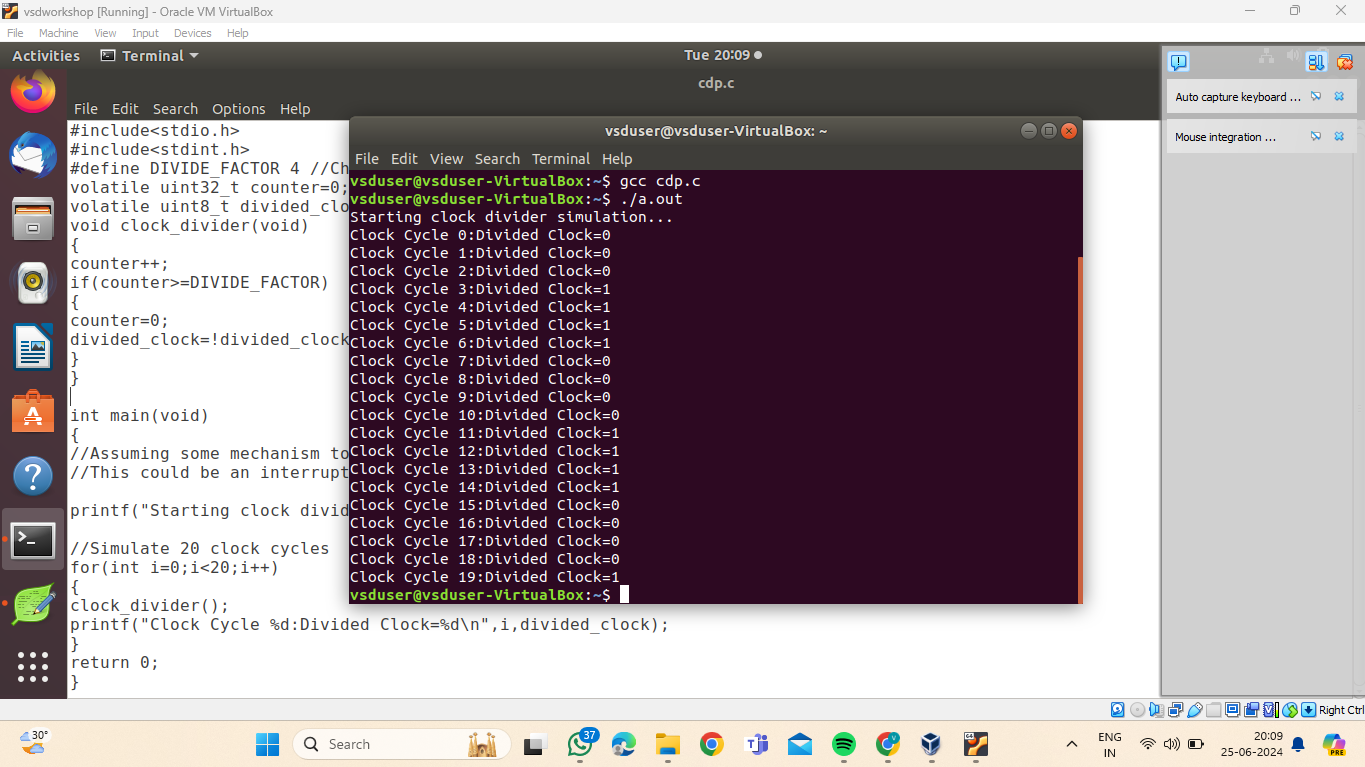 vsdworkshop [Running] - Oracle VM VirtualBox
File Machine View Input Devices Help
Activities Terminal Tue 20:09
cdp.c
File Edit Search Options Help
#include<stdio.h>
#include<stdint.h>
#define DIVIDE_FACTOR 4 //Ch
volatile uint32_t counter=0;
volatile uint8_t divided_clo
void clock_divider(void)
{
counter++;
if(counter>=DIVIDE_FACTOR)
{
counter=0;
divided_clock=!divided_clock
}
}
int main(void)
{
//Assuming some mechanism to
//This could be an interrupt
printf("Starting clock divid
//Simulate 20 clock cycles
for(int i=0;i<20;i++)
{
clock_divider();
printf("Clock Cycle %d:Divided Clock=%d\n",i,divided_clock);
}
return 0;
}
vsduser@vsduser-VirtualBox: ~
File Edit View Search Terminal Help
vsduser@vsduser-VirtualBox:~$ gcc cdp.c
vsduser@vsduser-VirtualBox:~$ ./a.out
Starting clock divider simulation...
Clock Cycle 0:Divided Clock=0
Clock Cycle 1:Divided Clock=0
Clock Cycle 2:Divided Clock=0
Clock Cycle 3:Divided Clock=1
Clock Cycle 4:Divided Clock=1
Clock Cycle 5:Divided Clock=1
Clock Cycle 6:Divided Clock=1
Clock Cycle 7:Divided Clock=0
Clock Cycle 8:Divided Clock=0
Clock Cycle 9:Divided Clock=0
Clock Cycle 10:Divided Clock=0
Clock Cycle 11:Divided Clock=1
Clock Cycle 12:Divided Clock=1
Clock Cycle 13:Divided Clock=1
Clock Cycle 14:Divided Clock=1
Clock Cycle 15:Divided Clock=0
Clock Cycle 16:Divided Clock=0
Clock Cycle 17:Divided Clock=0
Clock Cycle 18:Divided Clock=0
Clock Cycle 19:Divided Clock=1
vsduser@vsduser-VirtualBox:~$
Auto capture keyboard ...
Mouse integration ...
Right Ctrl
30°
Search
37
64
ENG
IN
20:09
25-06-2024
PRE